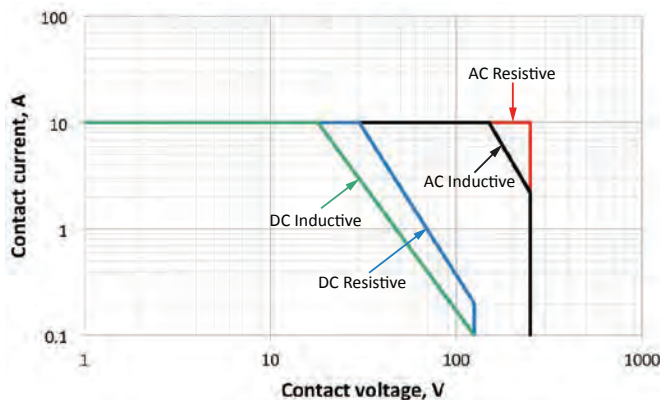 100
Contact current, A
AC Resistive
10
AC Inductive
DC Inductive
1
DC Resistive
0.1
1
10
100
1000
Contact voltage, V